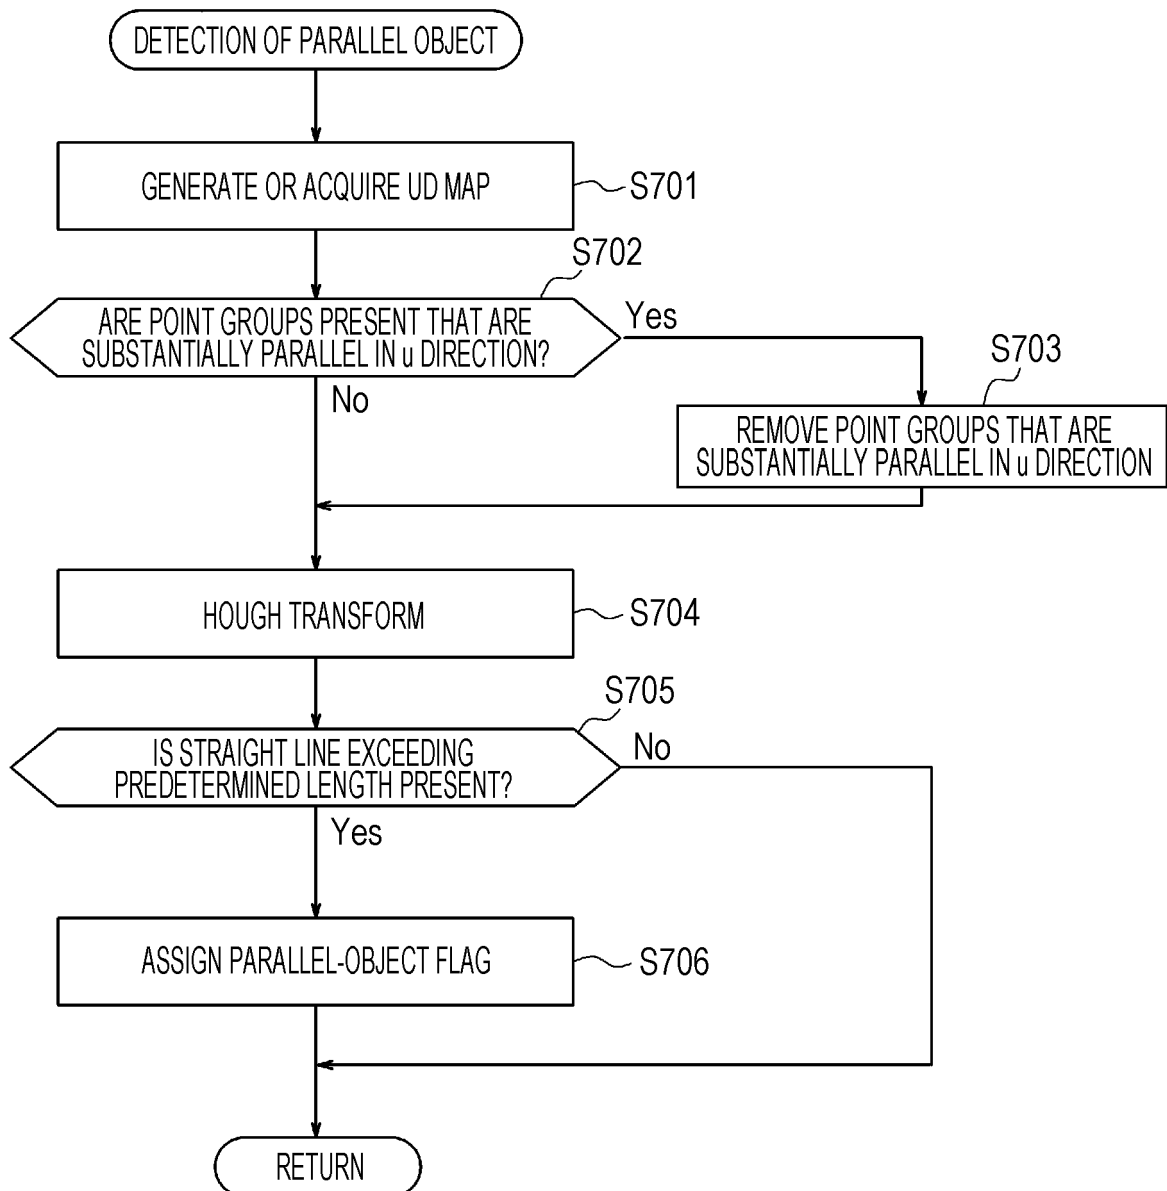 DETECTION OF PARALLEL OBJECT
GENERATE OR ACQUIRE UD MAP
S701
S702
ARE POINT GROUPS PRESENT THAT ARE
SUBSTANTIALLY PARALLEL IN u DIRECTION?
Yes
No
S703
REMOVE POINT GROUPS THAT ARE
SUBSTANTIALLY PARALLEL IN u DIRECTION
HOUGH TRANSFORM
S704
S705
IS STRAIGHT LINE EXCEEDING
PREDETERMINED LENGTH PRESENT?
No
Yes
ASSIGN PARALLEL-OBJECT FLAG
S706
RETURN